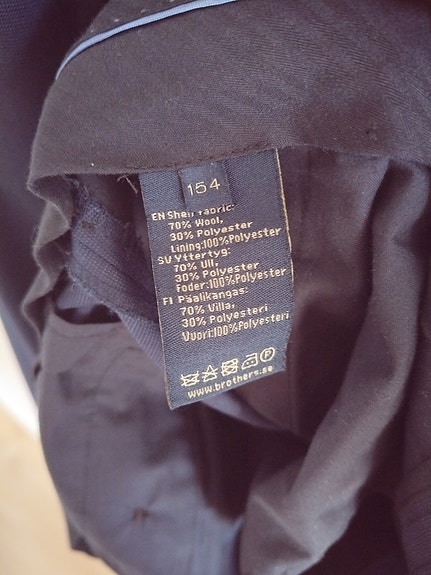 154
EN Shell fabric:
70% Wool,
30% Polyester
Lining:100%Polyester
SV Yttertyg:
70% Ull,
30% Polyester
Foder:100%Polyester
FI Päälikangas:
70% Villa,
30% Polyesteri
Vuori:100%Polyesteri
P
www.brothers.se